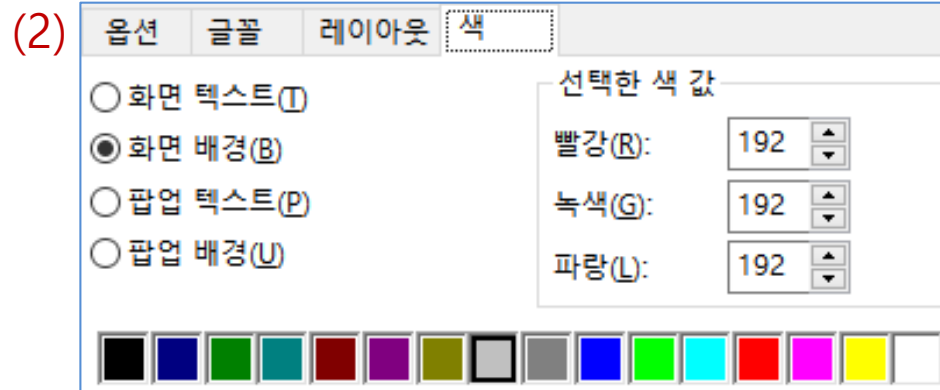 (2)
옵션 글꼴 레이아웃 색
화면 텍스트(T)
화면 배경(B)
팝업 텍스트(P)
팝업 배경(U)
선택한 색 값
빨강(R): 192
녹색(G): 192
파랑(L): 192